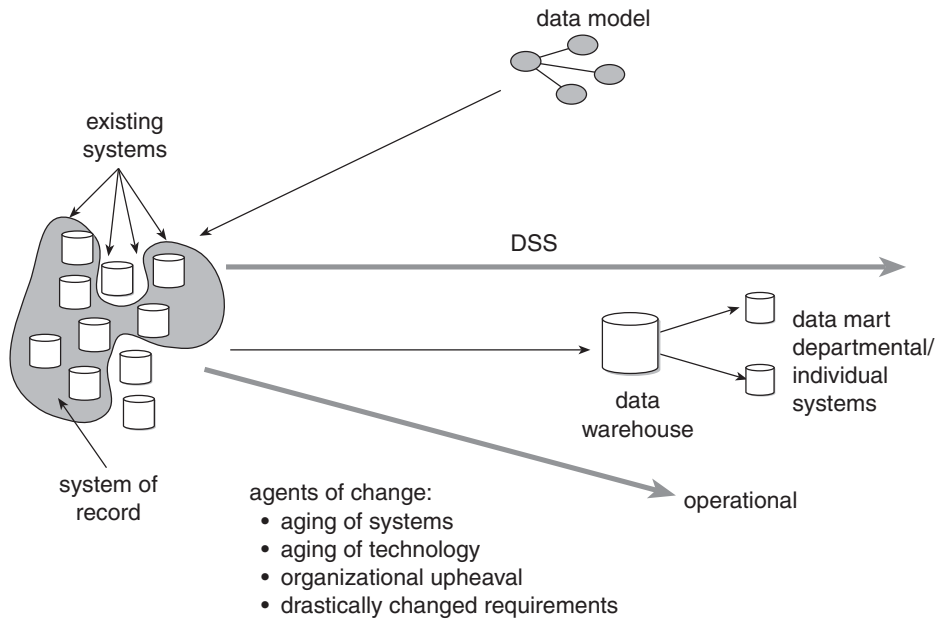 data model
existing
systems
DSS
data mart
departmental/
individual
systems
data
warehouse
system of
record
operational
agents of change:
• aging of systems
• aging of technology
• organizational upheaval
• drastically changed requirements